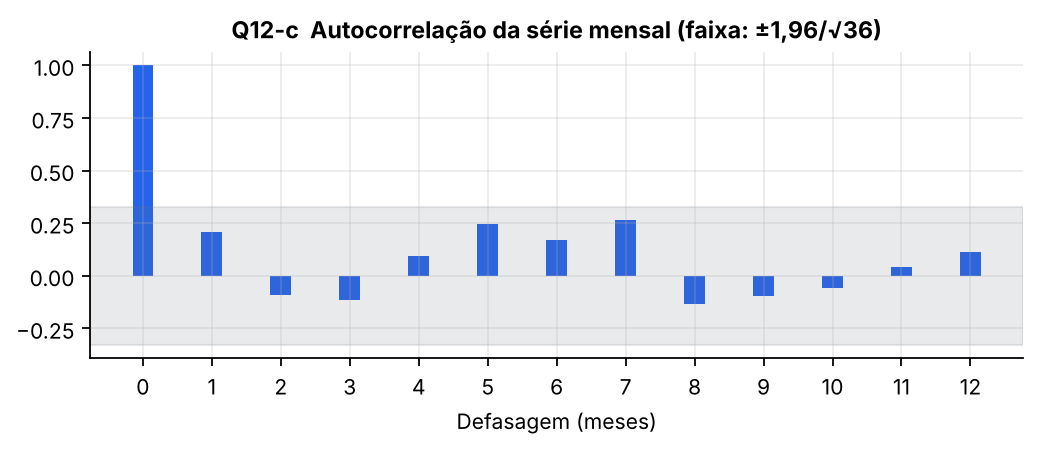 Q12-c  Autocorrelação da série mensal (faixa: ±1,96/√36)
1.00
0.75
0.50
0.25
0.00
−0.25
0 1 2 3 4 5 6 7 8 9 10 11 12
Defasagem (meses)